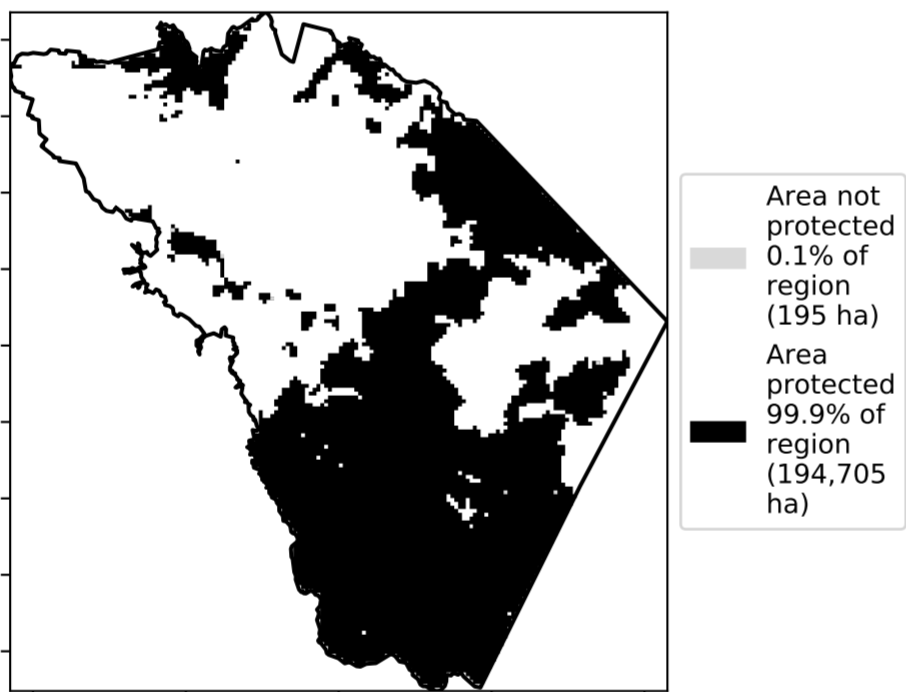 Area not
protected
0.1% of
region
(195 ha)
Area
protected
99.9% of
region
(194,705
ha)